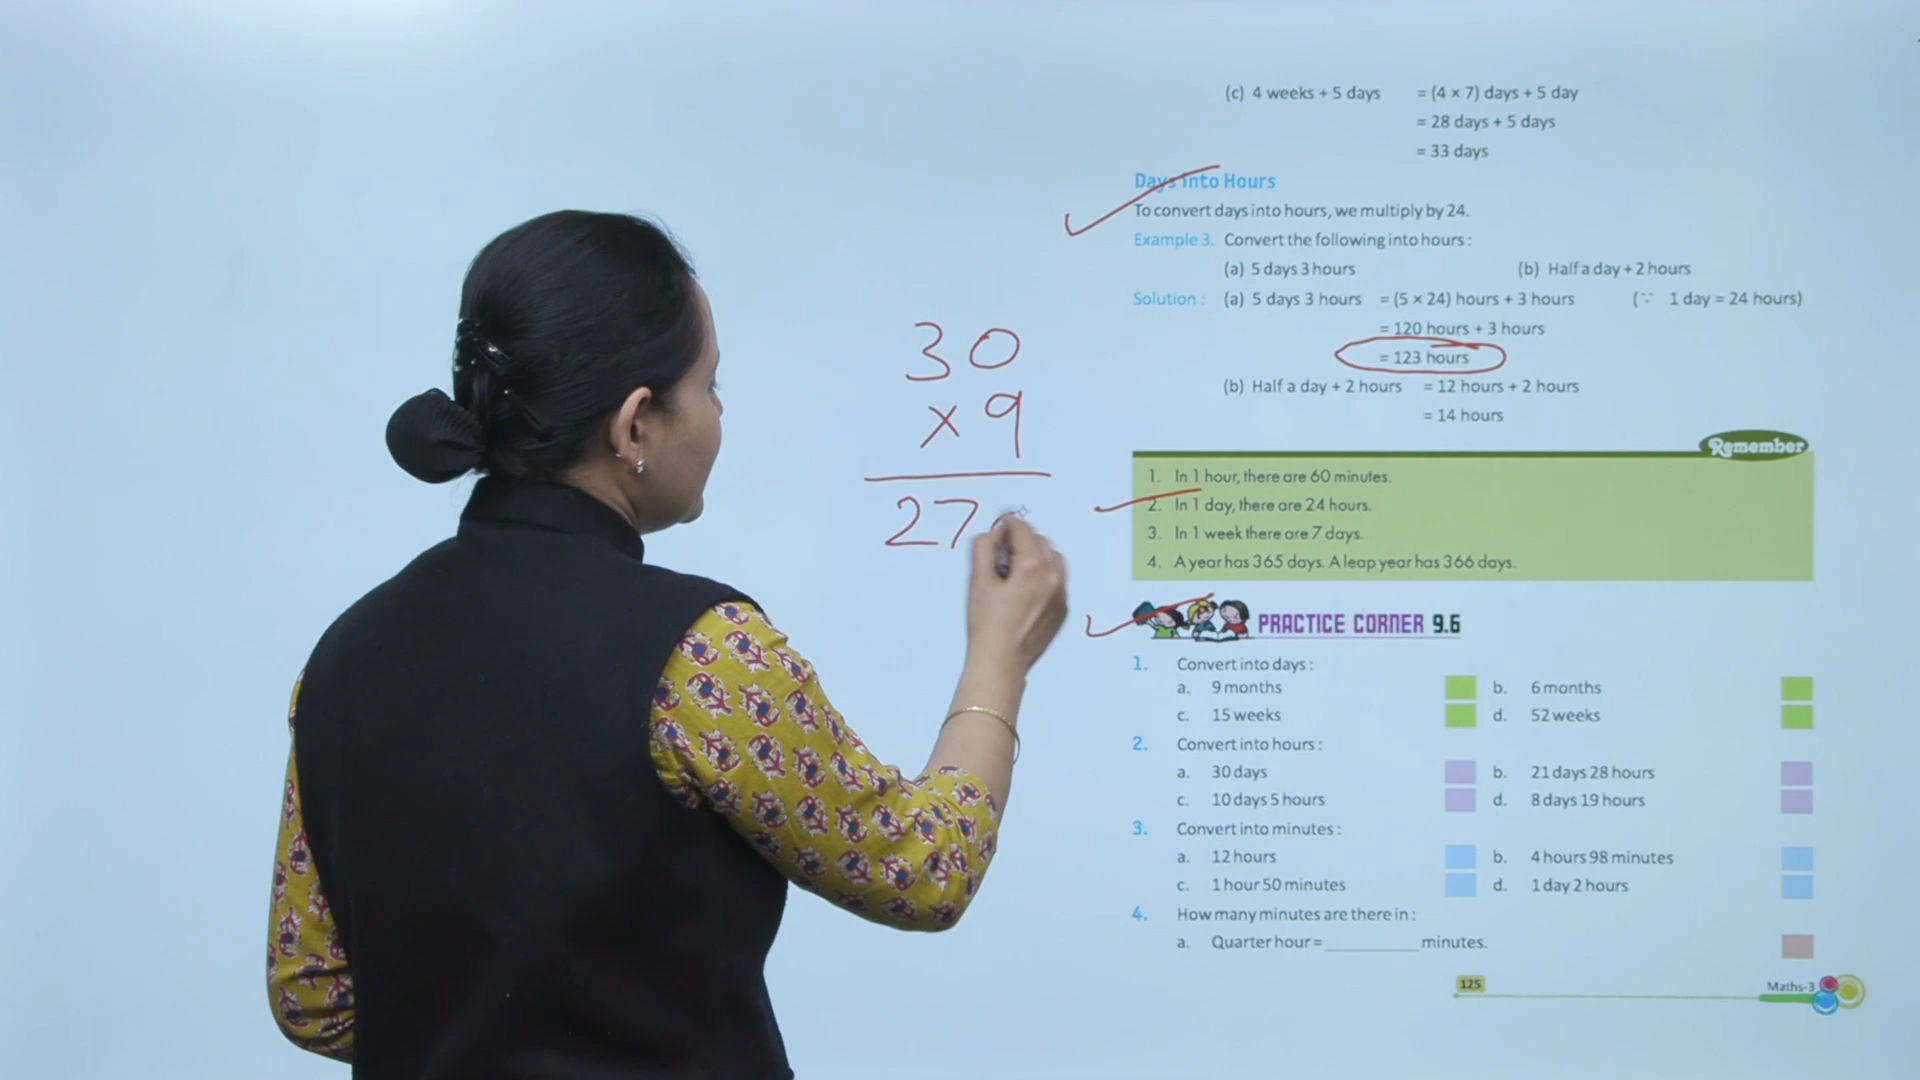 (c) 4 weeks + 5 days = (4 × 7) days + 5 day
= 28 days + 5 days
= 33 days
Days into Hours
To convert days into hours, we multiply by 24.
Example 3. Convert the following into hours :
(a) 5 days 3 hours (b) Half a day + 2 hours
Solution : (a) 5 days 3 hours = (5 × 24) hours + 3 hours (∵ 1 day = 24 hours)
= 120 hours + 3 hours
= 123 hours
(b) Half a day + 2 hours = 12 hours + 2 hours
= 14 hours
Remember
1. In 1 hour, there are 60 minutes.
2. In 1 day, there are 24 hours.
3. In 1 week there are 7 days.
4. A year has 365 days. A leap year has 366 days.
PRACTICE CORNER 9.6
1. Convert into days :
a. 9 months b. 6 months
c. 15 weeks d. 52 weeks
2. Convert into hours :
a. 30 days b. 21 days 28 hours
c. 10 days 5 hours d. 8 days 19 hours
3. Convert into minutes :
a. 12 hours b. 4 hours 98 minutes
c. 1 hour 50 minutes d. 1 day 2 hours
4. How many minutes are there in :
a. Quarter hour = __________ minutes.
125 Maths-3
30
× 9
27